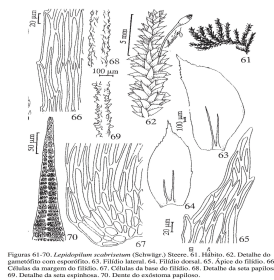 20 µm
68
5 mm
61
100 µm
66
69
62
100 µm
63
50 µm
64
70
67
65
Figuras 61-70. Lepidopilum scabrisetum (Schwägr.) Steere. 61. Hábito. 62. Detalhe do
gametófito com esporófito. 63. Filídio lateral. 64. Filídio dorsal. 65. Ápice do filídio. 66
Células da margem do filídio. 67. Células da base do filídio. 68. Detalhe da seta papilos
69. Detalhe da seta espinhosa. 70. Dente do exóstoma papiloso.